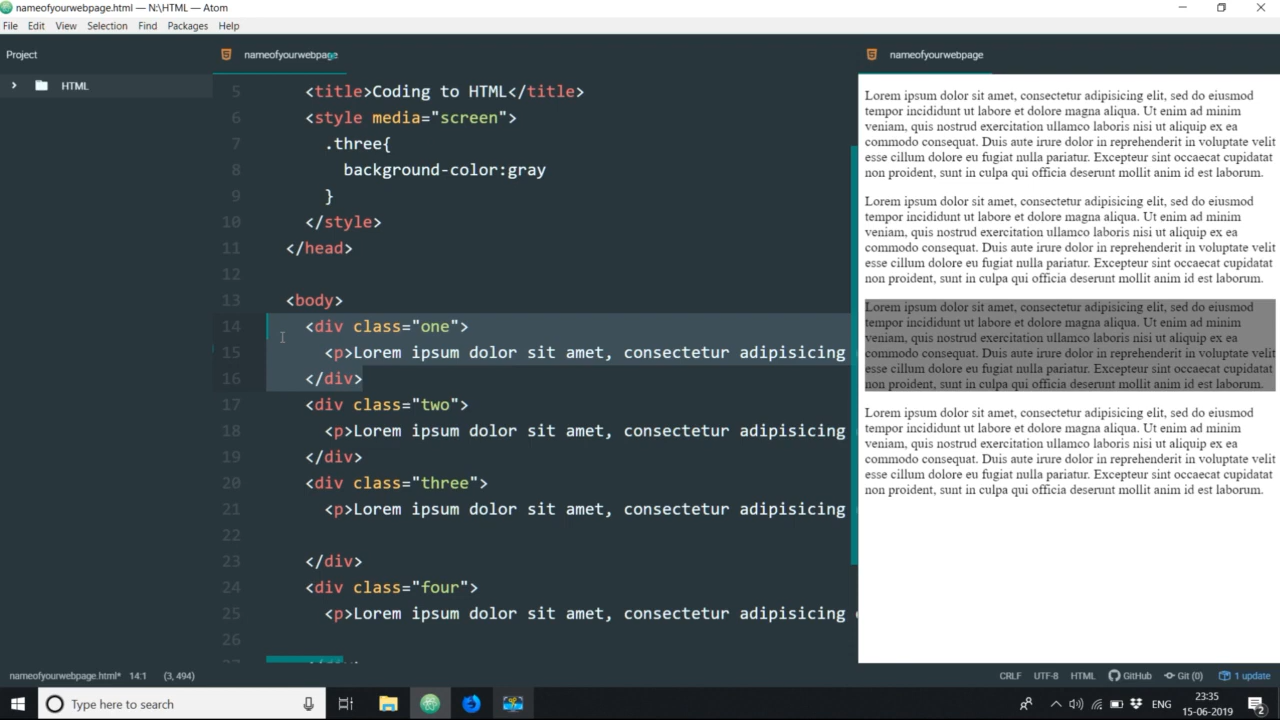 nameofyourwebpage.html — N:\HTML — Atom
File Edit View Selection Find Packages Help
Project
HTML
nameofyourwebpage
5 <title>Coding to HTML</title>
6 <style media="screen">
7 .three{
8 background-color:gray
9 }
10 </style>
11 </head>
12
13 <body>
14 <div class="one">
15 <p>Lorem ipsum dolor sit amet, consectetur adipisicing
16 </div>
17 <div class="two">
18 <p>Lorem ipsum dolor sit amet, consectetur adipisicing
19 </div>
20 <div class="three">
21 <p>Lorem ipsum dolor sit amet, consectetur adipisicing
22
23 </div>
24 <div class="four">
25 <p>Lorem ipsum dolor sit amet, consectetur adipisicing
26
nameofyourwebpage
Lorem ipsum dolor sit amet, consectetur adipisicing elit, sed do eiusmod
tempor incididunt ut labore et dolore magna aliqua. Ut enim ad minim
veniam, quis nostrud exercitation ullamco laboris nisi ut aliquip ex ea
commodo consequat. Duis aute irure dolor in reprehenderit in voluptate velit
esse cillum dolore eu fugiat nulla pariatur. Excepteur sint occaecat cupidatat
non proident, sunt in culpa qui officia deserunt mollit anim id est laborum.
Lorem ipsum dolor sit amet, consectetur adipisicing elit, sed do eiusmod
tempor incididunt ut labore et dolore magna aliqua. Ut enim ad minim
veniam, quis nostrud exercitation ullamco laboris nisi ut aliquip ex ea
commodo consequat. Duis aute irure dolor in reprehenderit in voluptate velit
esse cillum dolore eu fugiat nulla pariatur. Excepteur sint occaecat cupidatat
non proident, sunt in culpa qui officia deserunt mollit anim id est laborum.
Lorem ipsum dolor sit amet, consectetur adipisicing elit, sed do eiusmod
tempor incididunt ut labore et dolore magna aliqua. Ut enim ad minim
veniam, quis nostrud exercitation ullamco laboris nisi ut aliquip ex ea
commodo consequat. Duis aute irure dolor in reprehenderit in voluptate velit
esse cillum dolore eu fugiat nulla pariatur. Excepteur sint occaecat cupidatat
non proident, sunt in culpa qui officia deserunt mollit anim id est laborum.
Lorem ipsum dolor sit amet, consectetur adipisicing elit, sed do eiusmod
tempor incididunt ut labore et dolore magna aliqua. Ut enim ad minim
veniam, quis nostrud exercitation ullamco laboris nisi ut aliquip ex ea
commodo consequat. Duis aute irure dolor in reprehenderit in voluptate velit
esse cillum dolore eu fugiat nulla pariatur. Excepteur sint occaecat cupidatat
non proident, sunt in culpa qui officia deserunt mollit anim id est laborum.
nameofyourwebpage.html* 14:1 (3, 494) CRLF UTF-8 HTML GitHub Git (0) 1 update
Type here to search
ENG
23:35
15-06-2019
2